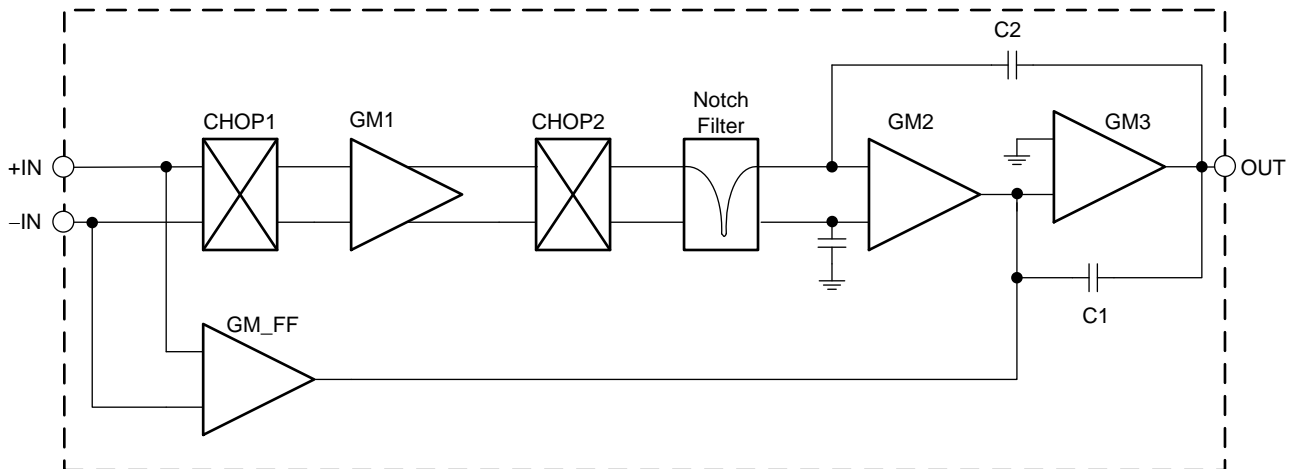 C2
Notch
Filter
CHOP1
GM1
CHOP2
GM2
GM3
+IN
−IN
OUT
C1
GM_FF